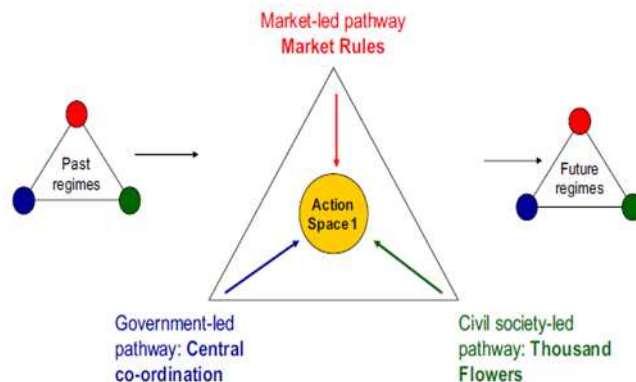 Market-led pathway
Market Rules
Past
regimes
Action
Space 1
Future
regimes
Government-led
pathway: Central
co-ordination
Civil society-led
pathway: Thousand
Flowers